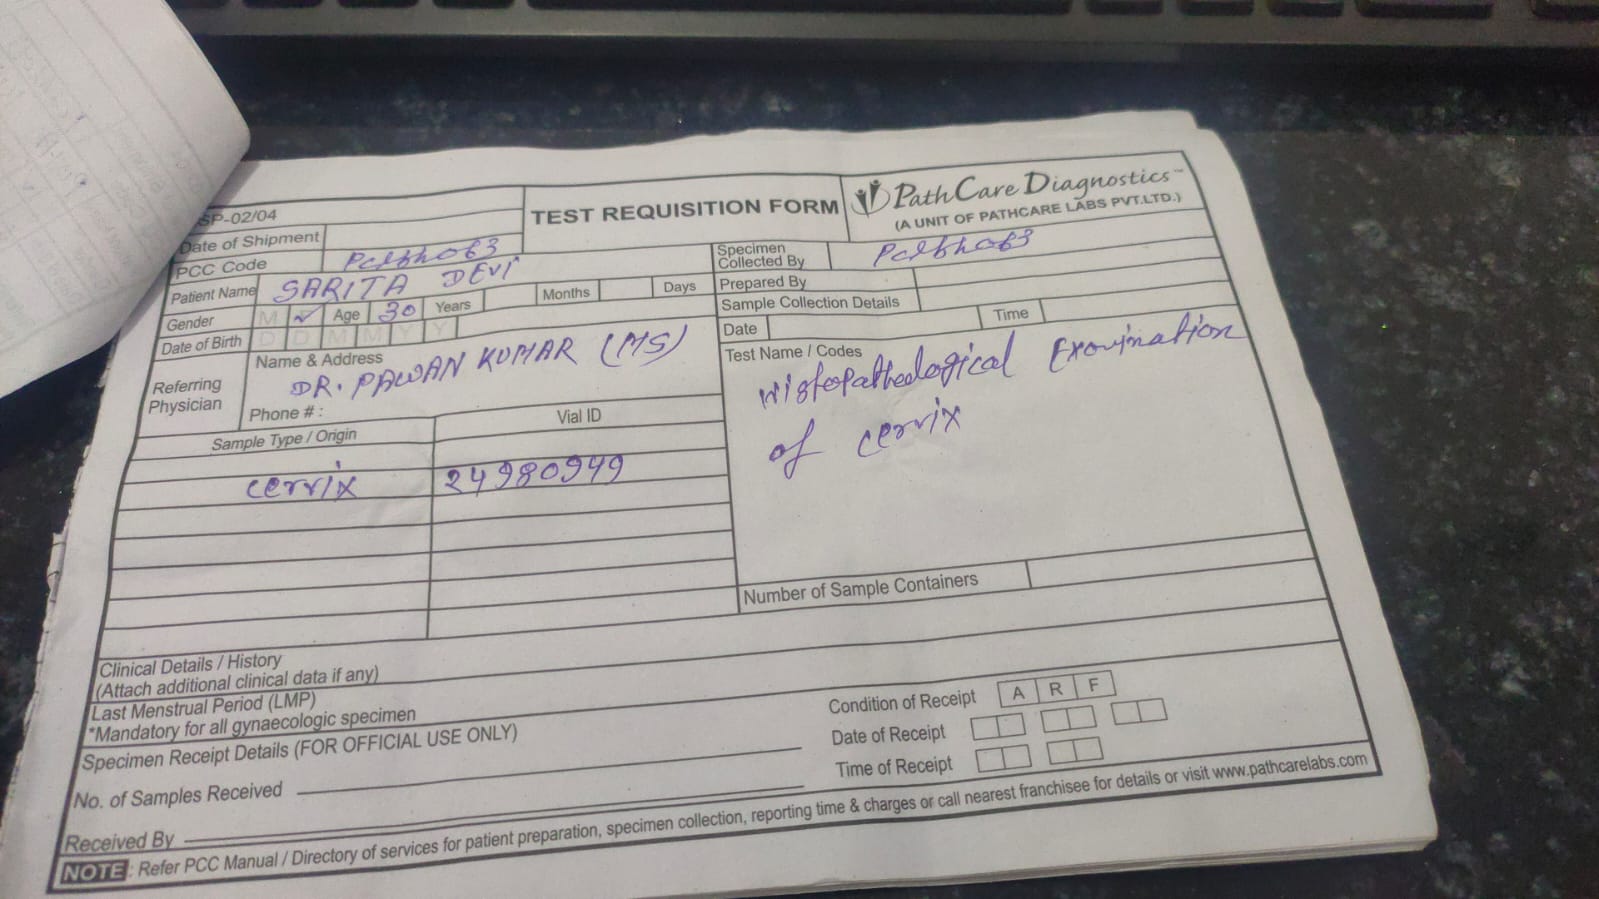 SP-02/04
TEST REQUISITION FORM
PathCare Diagnostics™
(A UNIT OF PATHCARE LABS PVT.LTD.)
Date of Shipment
PCC Code
Specimen Collected By
Patient Name SARITA DEVI
Prepared By
Gender M ✓ Age 30 Years Months Days
Sample Collection Details
Date of Birth D D M M Y Y
Date Time
Referring Physician
Name & Address
DR. PAWAN KUMAR (MS)
Phone # :
Test Name / Codes
Histopathological Examination
of cervix
Sample Type / Origin Vial ID
cervix 24980949
Number of Sample Containers
Clinical Details / History
(Attach additional clinical data if any)
Last Menstrual Period (LMP)
*Mandatory for all gynaecologic specimen
Specimen Receipt Details (FOR OFFICIAL USE ONLY)
Condition of Receipt A R F
Date of Receipt
Time of Receipt
No. of Samples Received
Received By
NOTE : Refer PCC Manual / Directory of services for patient preparation, specimen collection, reporting time & charges or call nearest franchisee for details or visit www.pathcarelabs.com